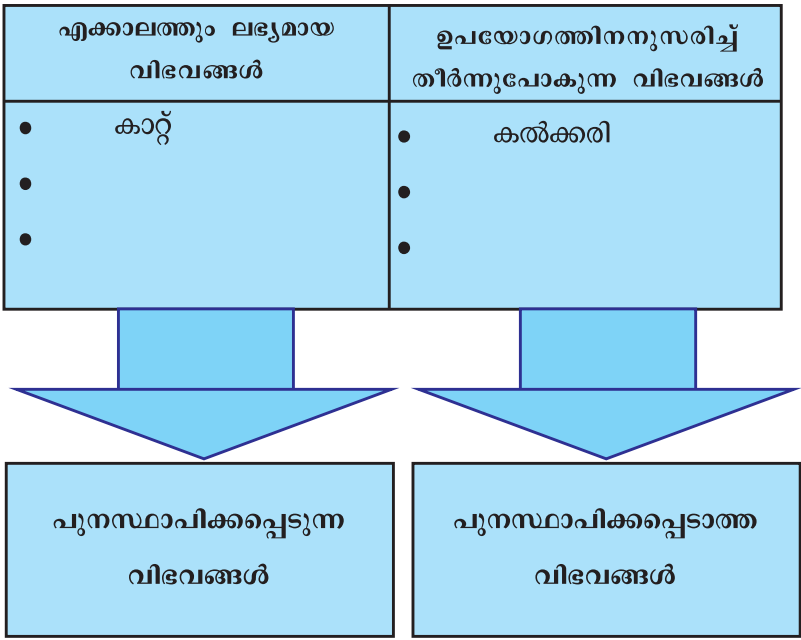 എക്കാലത്തും ലഭ്യമായ
വിഭവങ്ങൾ
ഉപയോഗത്തിനനുസരിച്ച്
തീർന്നുപോകുന്ന വിഭവങ്ങൾ
• കാറ്റ്
•
•
• കൽക്കരി
•
•
പുനസ്ഥാപിക്കപ്പെടുന്ന
വിഭവങ്ങൾ
പുനസ്ഥാപിക്കപ്പെടാത്ത
വിഭവങ്ങൾ